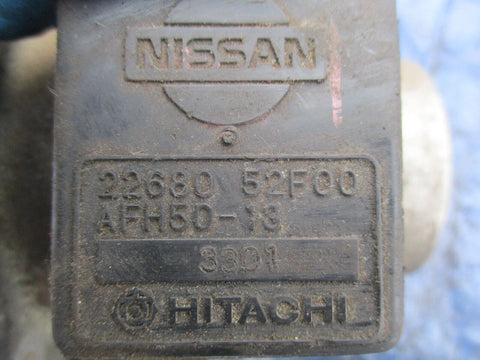 NISSAN
22680 52F00
AFH50-13
3301
HITACHI